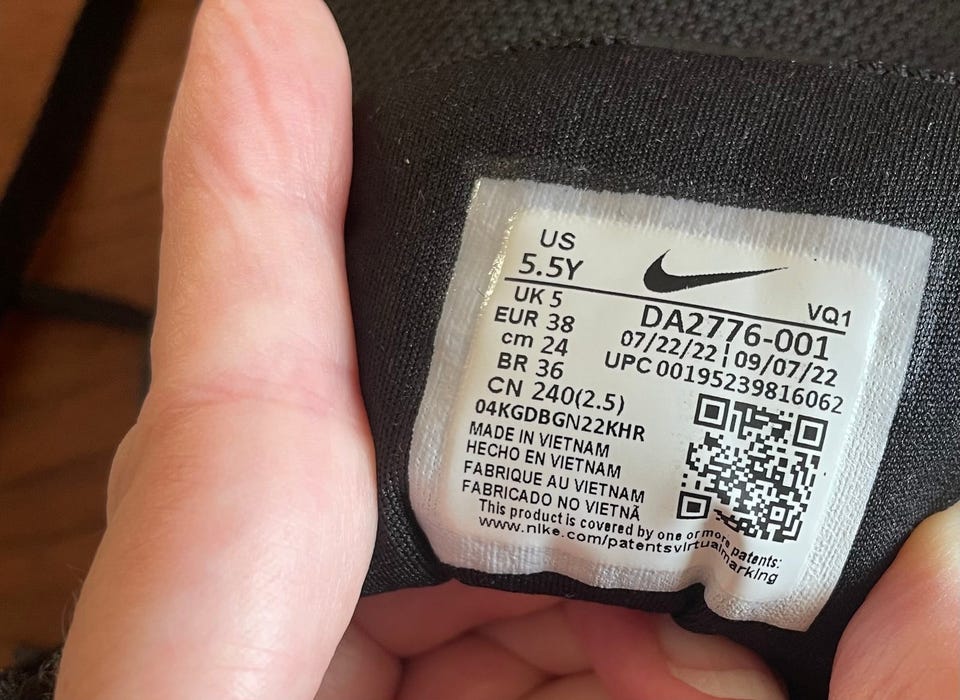 US
5.5Y
UK 5
EUR 38
cm 24
BR 36
CN 240(2.5)
VQ1
DA2776-001
07/22/22 | 09/07/22
UPC 00195239816062
04KGDBGN22KHR
MADE IN VIETNAM
HECHO EN VIETNAM
FABRIQUE AU VIETNAM
FABRICADO NO VIETNÃ
This product is covered by one or more patents:
www.nike.com/patentsvirtualmarking